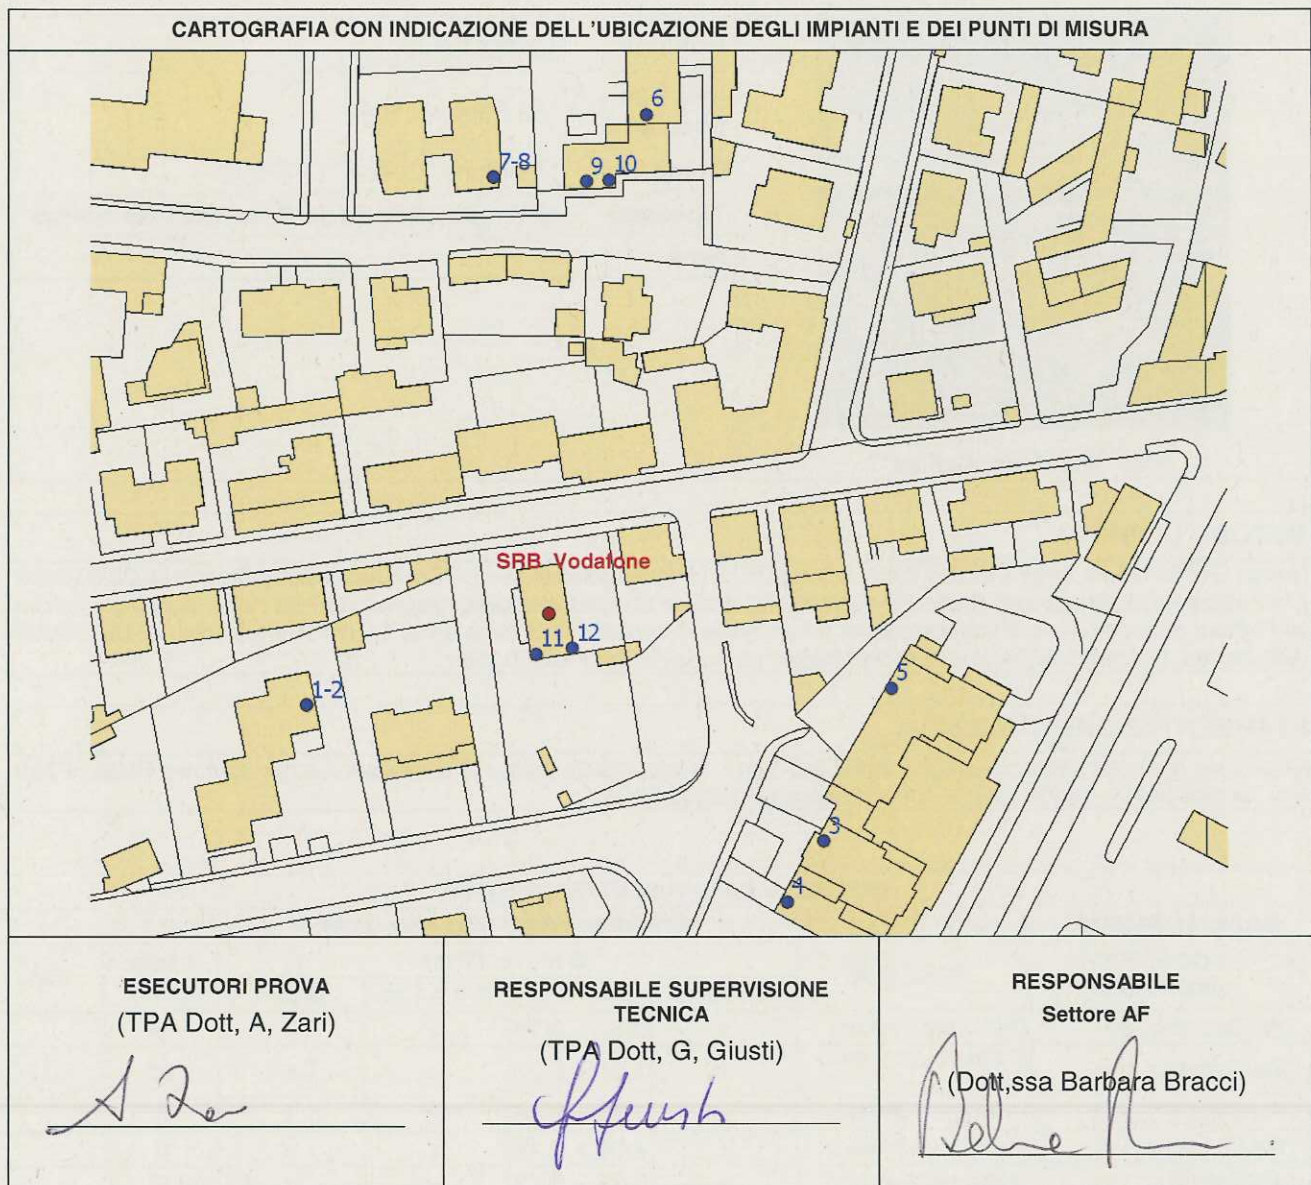 CARTOGRAFIA CON INDICAZIONE DELL'UBICAZIONE DEGLI IMPIANTI E DEI PUNTI DI MISURA
6
7-8
9
10
SRB Vodafone
11
12
1-2
5
3
4
ESECUTORI PROVA
(TPA Dott, A, Zari)
A Zari
RESPONSABILE SUPERVISIONE
TECNICA
(TPA Dott, G, Giusti)
RESPONSABILE
Settore AF
(Dott,ssa Barbara Bracci)